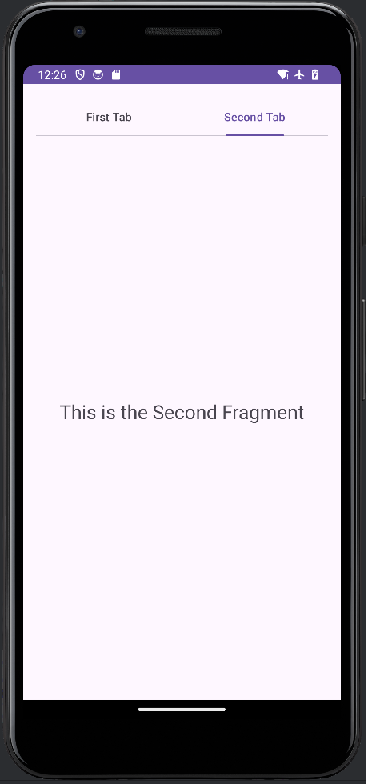 12:26
First Tab
Second Tab
This is the Second Fragment